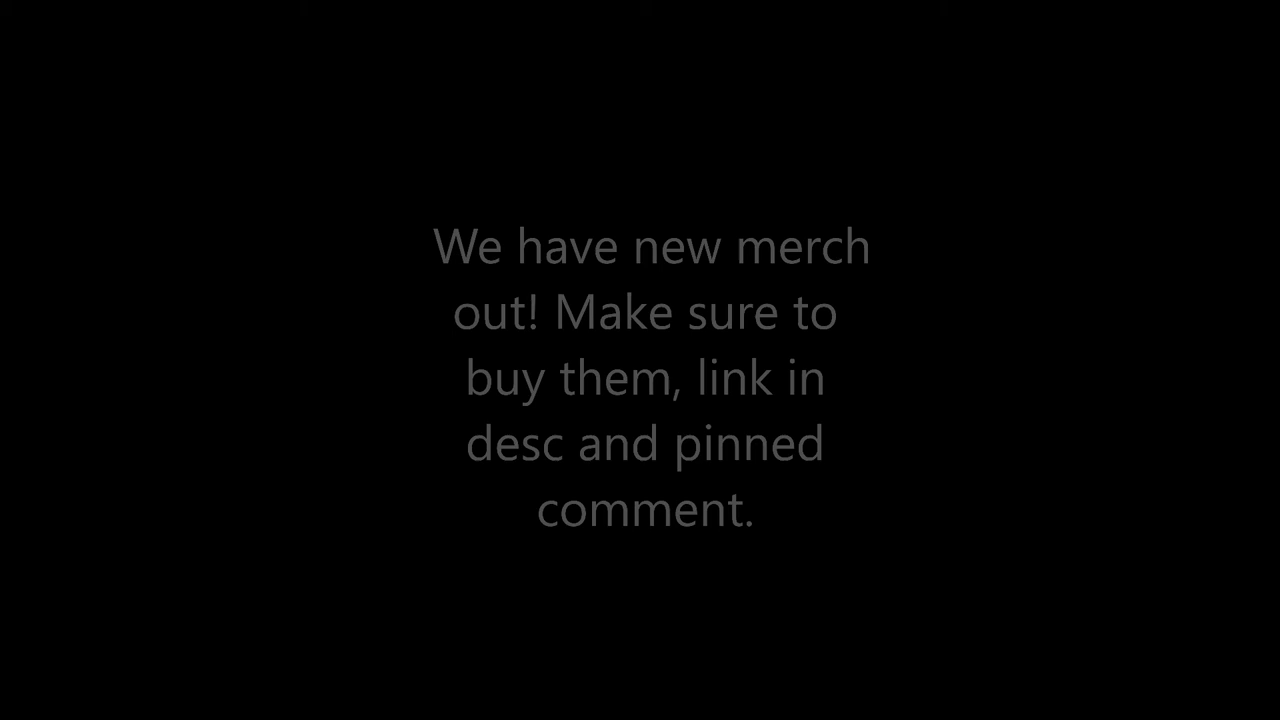 We have new merch
out! Make sure to
buy them, link in
desc and pinned
comment.